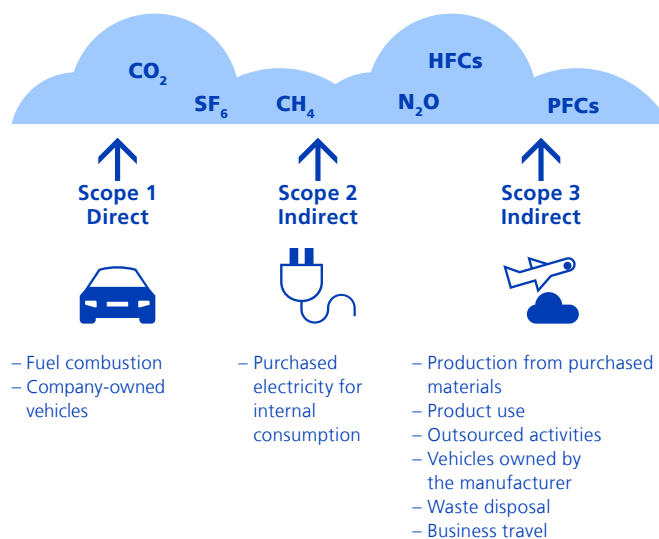 CO₂
HFCs
SF₆
CH₄
N₂O
PFCs
Scope 1
Direct
– Fuel combustion
– Company-owned
vehicles
Scope 2
Indirect
– Purchased
electricity for
internal
consumption
Scope 3
Indirect
– Production from purchased
materials
– Product use
– Outsourced activities
– Vehicles owned by
the manufacturer
– Waste disposal
– Business travel